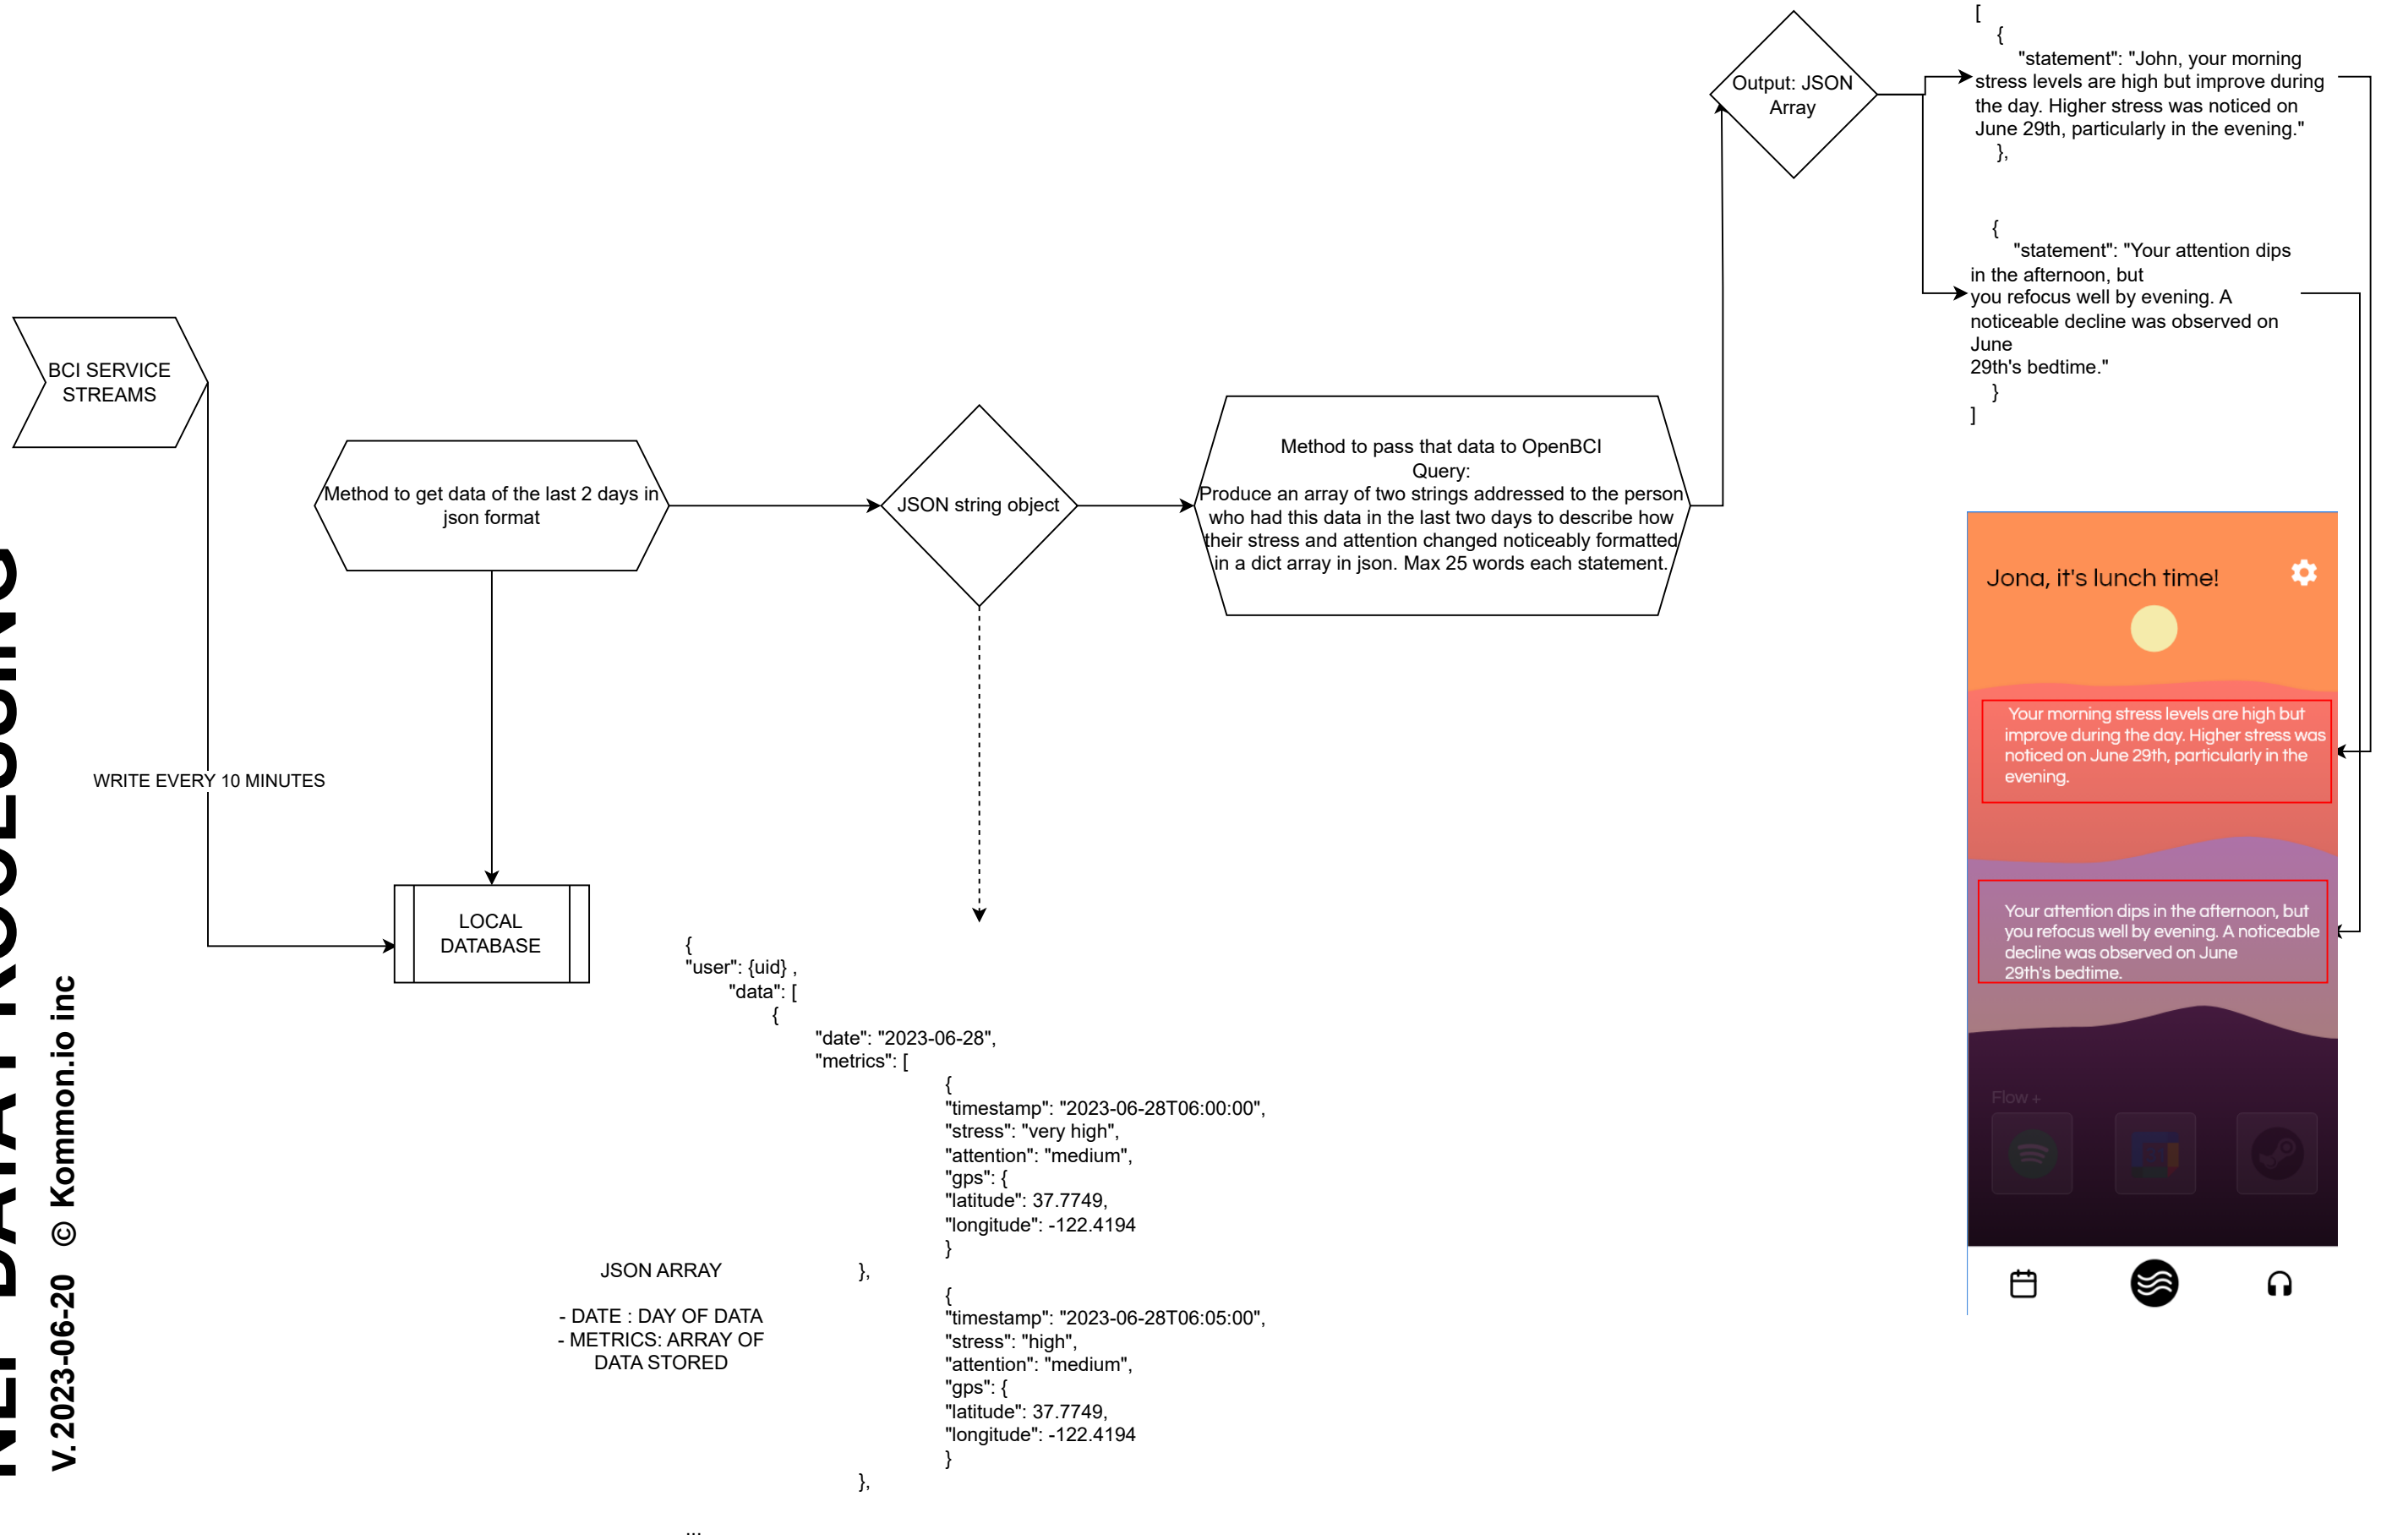 DATA PROCESSING
V. 2023-06-20 © Kommon.io inc
BCI SERVICE
STREAMS
WRITE EVERY 10 MINUTES
Method to get data of the last 2 days in
json format
LOCAL
DATABASE
JSON string object
Method to pass that data to OpenBCI
Query:
Produce an array of two strings addressed to the person
who had this data in the last two days to describe how
their stress and attention changed noticeably formatted
in a dict array in json. Max 25 words each statement.
Output: JSON
Array
[
{
"statement": "John, your morning
stress levels are high but improve during
the day. Higher stress was noticed on
June 29th, particularly in the evening."
},
{
"statement": "Your attention dips
in the afternoon, but
you refocus well by evening. A
noticeable decline was observed on
June
29th's bedtime."
}
]
Jona, it's lunch time!
Your morning stress levels are high but
improve during the day. Higher stress was
noticed on June 29th, particularly in the
evening.
Your attention dips in the afternoon, but
you refocus well by evening. A noticeable
decline was observed on June
29th's bedtime.
Flow +
{
"user": {uid} ,
"data": [
{
"date": "2023-06-28",
"metrics": [
{
"timestamp": "2023-06-28T06:00:00",
"stress": "very high",
"attention": "medium",
"gps": {
"latitude": 37.7749,
"longitude": -122.4194
}
},
{
"timestamp": "2023-06-28T06:05:00",
"stress": "high",
"attention": "medium",
"gps": {
"latitude": 37.7749,
"longitude": -122.4194
}
},
...
JSON ARRAY
- DATE : DAY OF DATA
- METRICS: ARRAY OF
DATA STORED